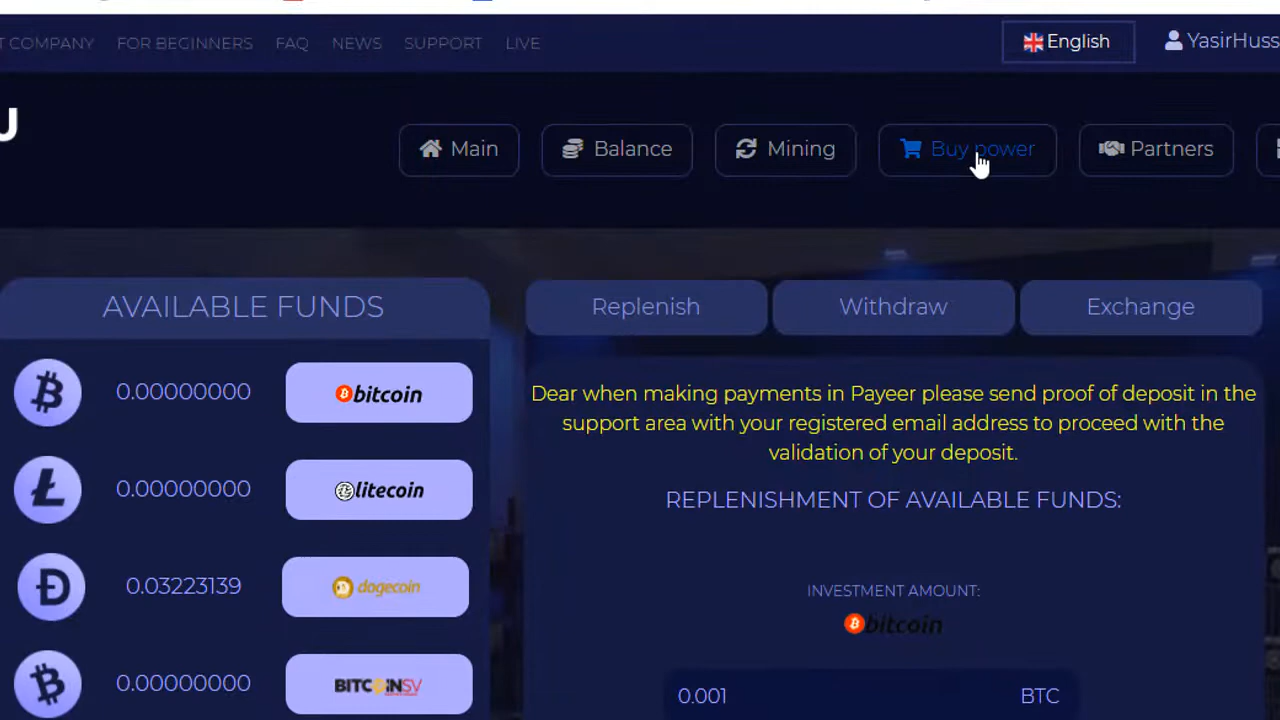 COMPANY FOR BEGINNERS FAQ NEWS SUPPORT LIVE English YasirHuss
Main Balance Mining Buy power Partners
AVAILABLE FUNDS
Replenish Withdraw Exchange
0.00000000 bitcoin
Dear when making payments in Payeer please send proof of deposit in the
support area with your registered email address to proceed with the
validation of your deposit.
0.00000000 litecoin
REPLENISHMENT OF AVAILABLE FUNDS:
0.03223139 dogecoin
INVESTMENT AMOUNT:
bitcoin
0.00000000 BITCOINSV
0.001 BTC